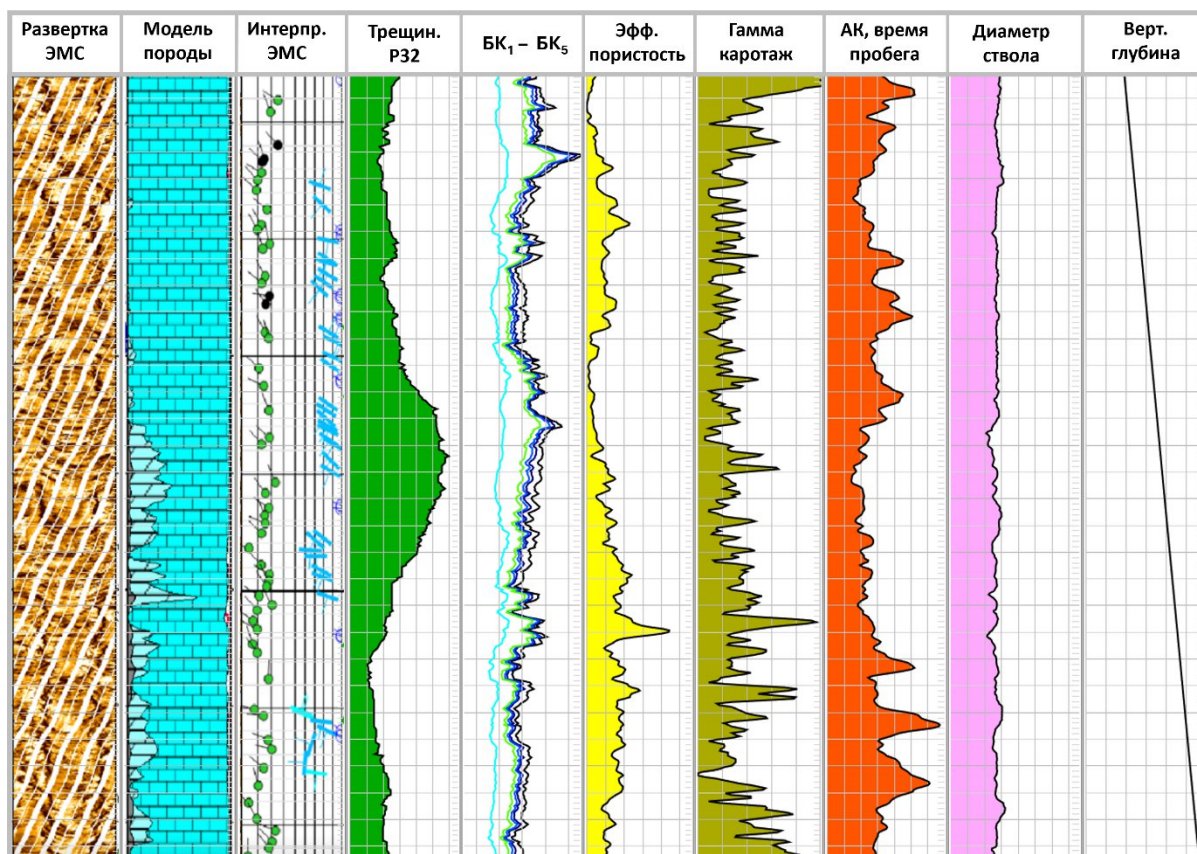 Развертка
ЭМС
Модель
породы
Интерпр.
ЭМС
Трещин.
P32
БК₁ – БК₅
Эфф.
пористость
Гамма
каротаж
АК, время
пробега
Диаметр
ствола
Верт.
глубина